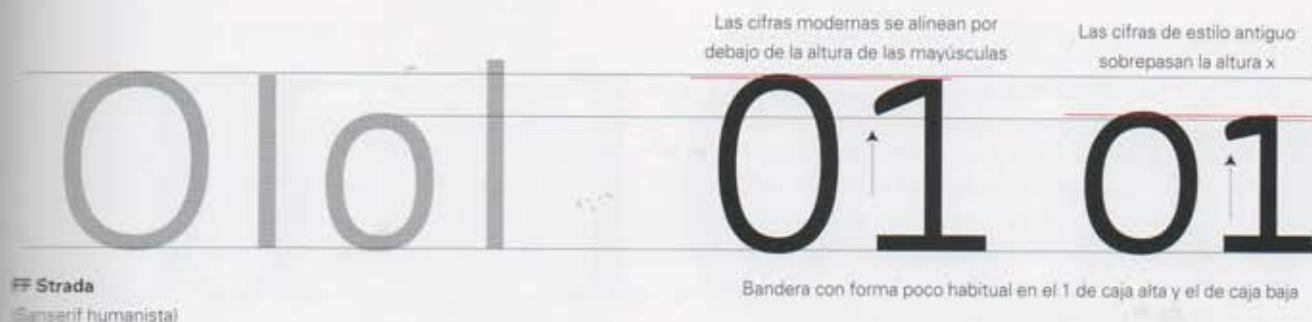 Las cifras modernas se alinean por
debajo de la altura de las mayúsculas
Las cifras de estilo antiguo
sobrepasan la altura x
OIol 01 01
FF Strada
(Sanserif humanista)
Bandera con forma poco habitual en el 1 de caja alta y el de caja baja